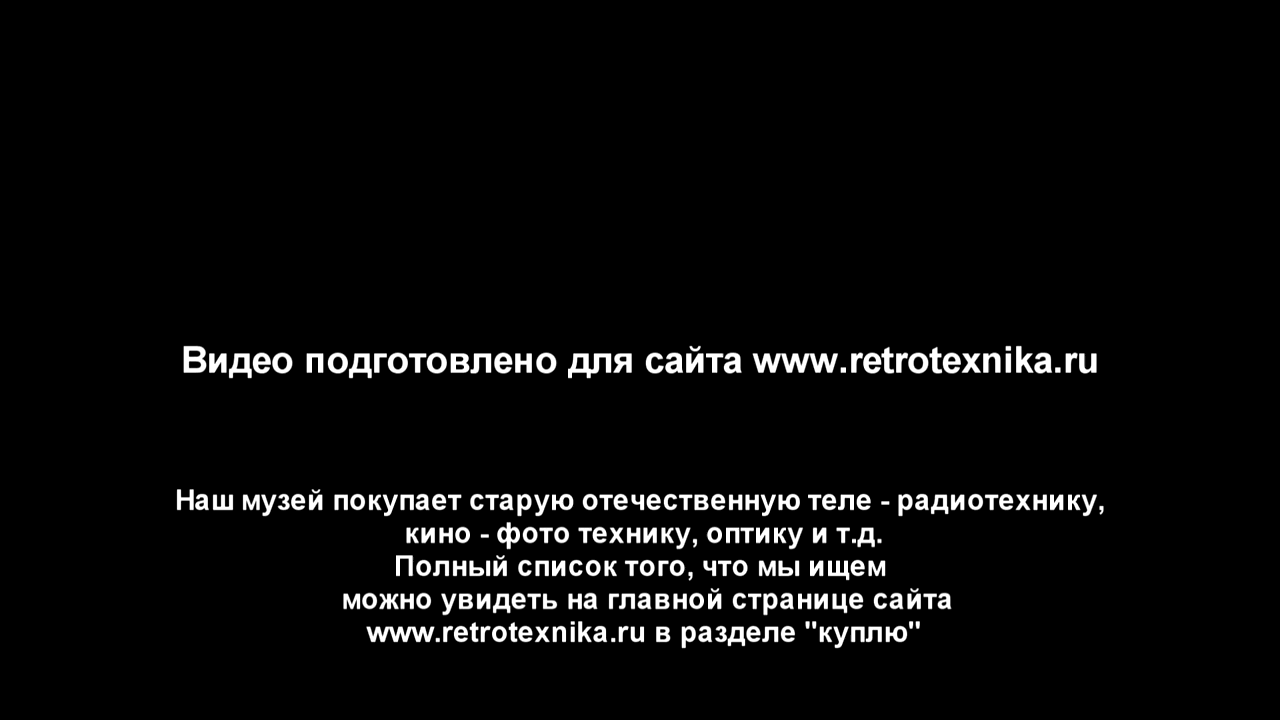 Видео подготовлено для сайта www.retrotexnika.ru
Наш музей покупает старую отечественную теле - радиотехнику,
кино - фото технику, оптику и т.д.
Полный список того, что мы ищем
можно увидеть на главной странице сайта
www.retrotexnika.ru в разделе "куплю"